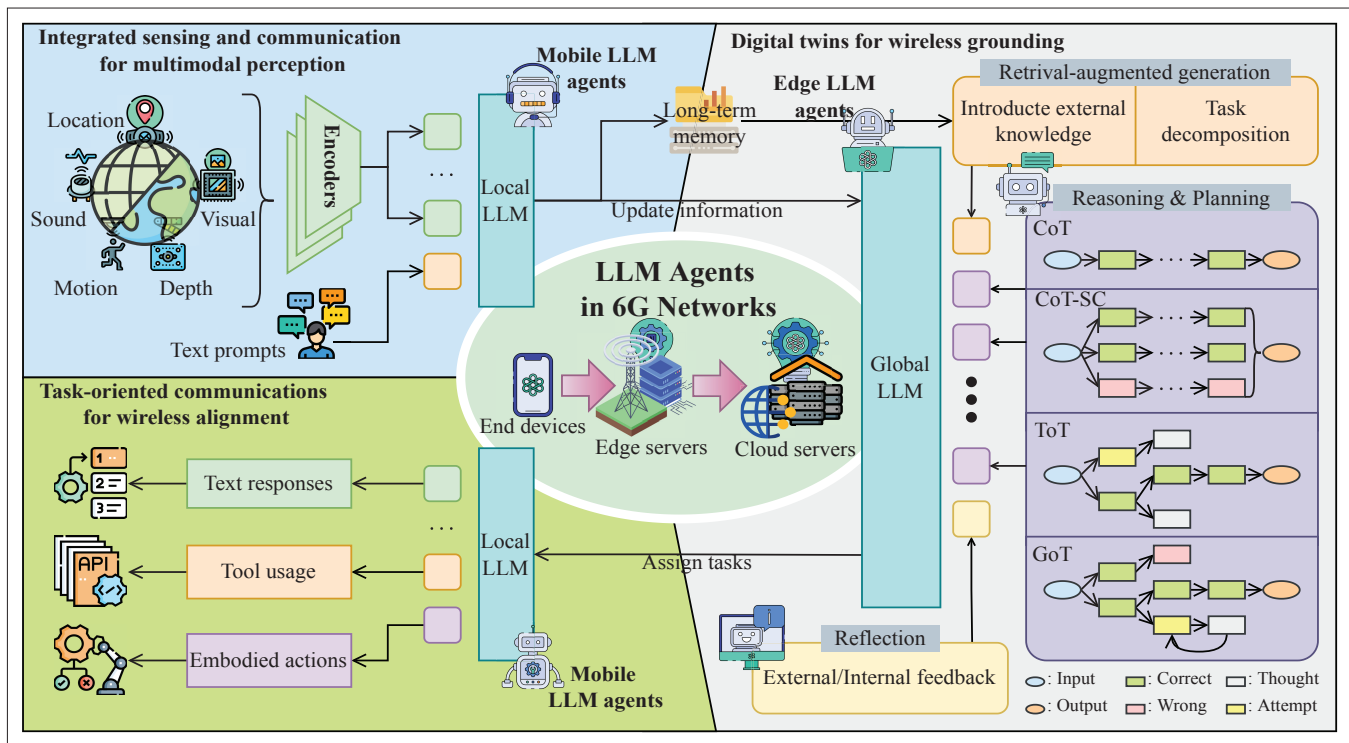 Integrated sensing and communication
for multimodal perception
Location
Sound
Visual
Motion
Depth
Encoders
...
Text prompts
Local
LLM
Mobile LLM
agents
Long-term
memory
Update information
Digital twins for wireless grounding
Edge LLM
agents
Retrival-augmented generation
Introducte external
knowledge
Task
decomposition
Reasoning & Planning
CoT
. . .
CoT-SC
. . .
. . .
. . .
ToT
GoT
Global
LLM
LLM Agents
in 6G Networks
End devices
Edge servers
Cloud servers
Task-oriented communications
for wireless alignment
1
2
3
Text responses
...
API
Tool usage
Embodied actions
Local
LLM
Assign tasks
Mobile
LLM agents
i
Reflection
External/Internal feedback
: Input
: Correct
: Thought
: Output
: Wrong
: Attempt